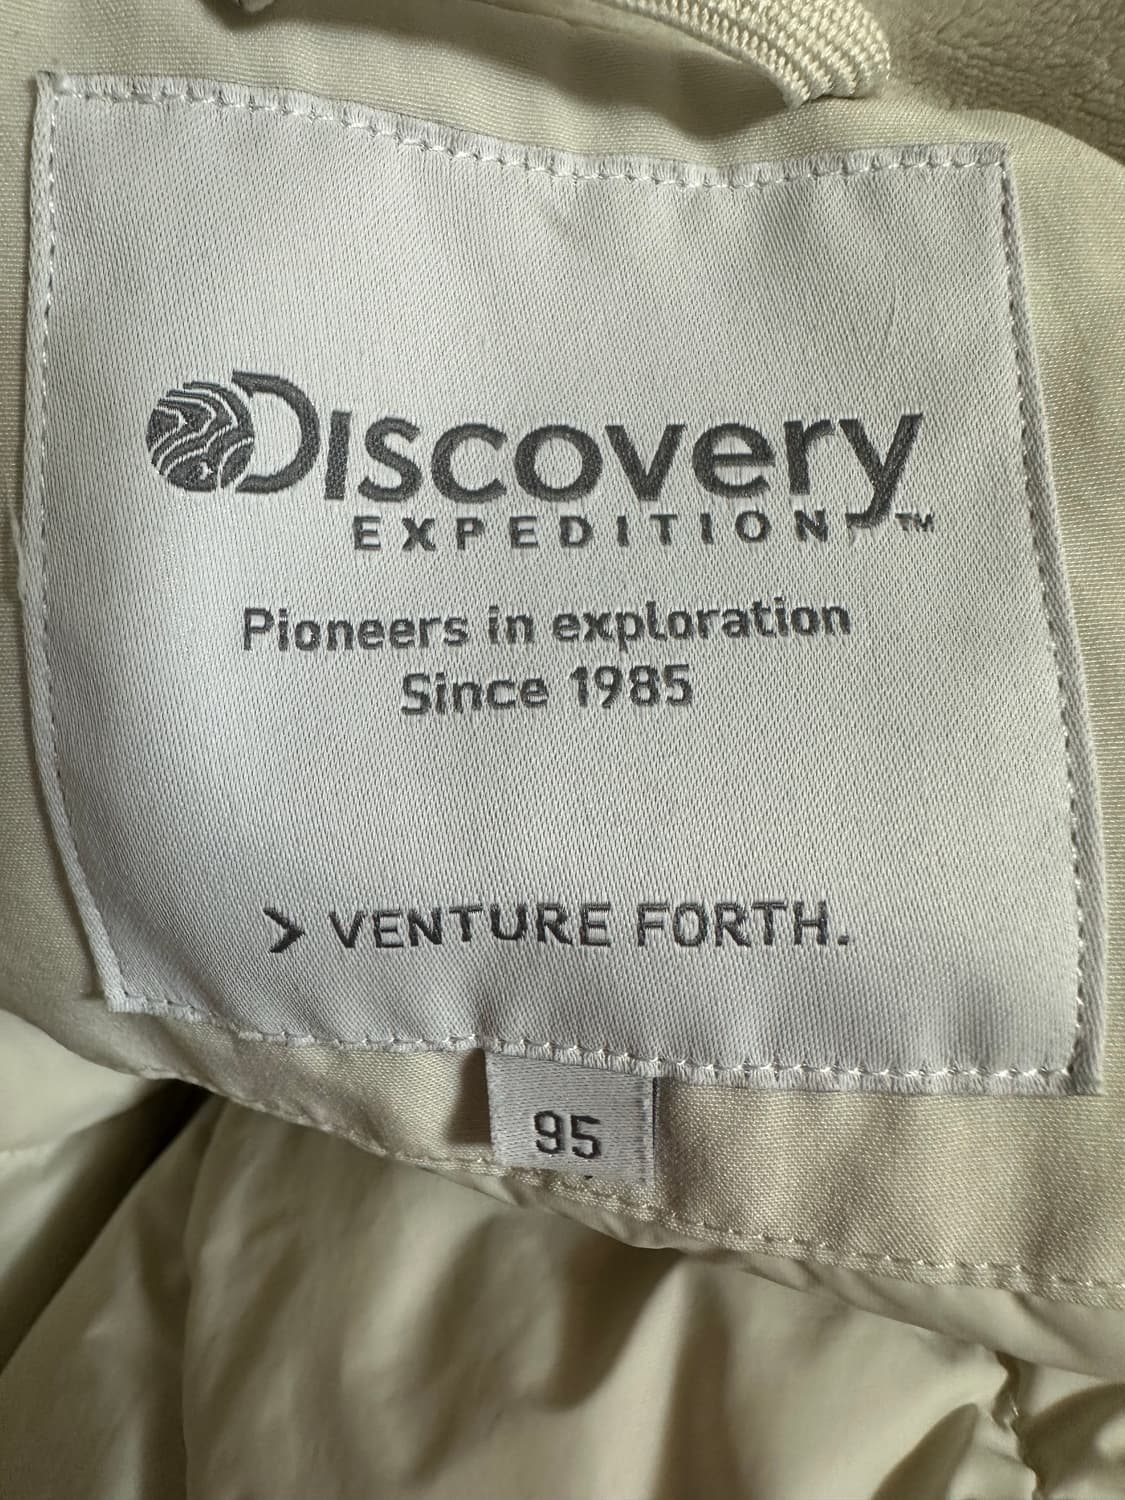 Discovery
EXPEDITION™
Pioneers in exploration
Since 1985
> VENTURE FORTH.
95